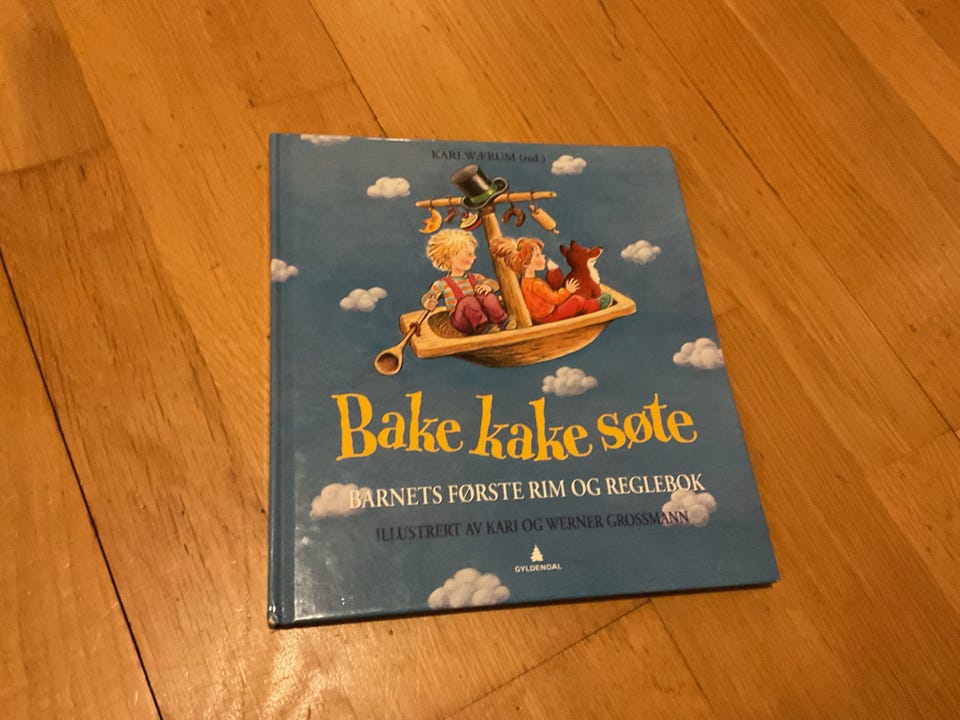 KARI WÆRUM (red.)
Bake kake søte
BARNETS FØRSTE RIM OG REGLEBOK
ILLUSTRERT AV KARI OG WERNER GROSSMANN
GYLDENDAL